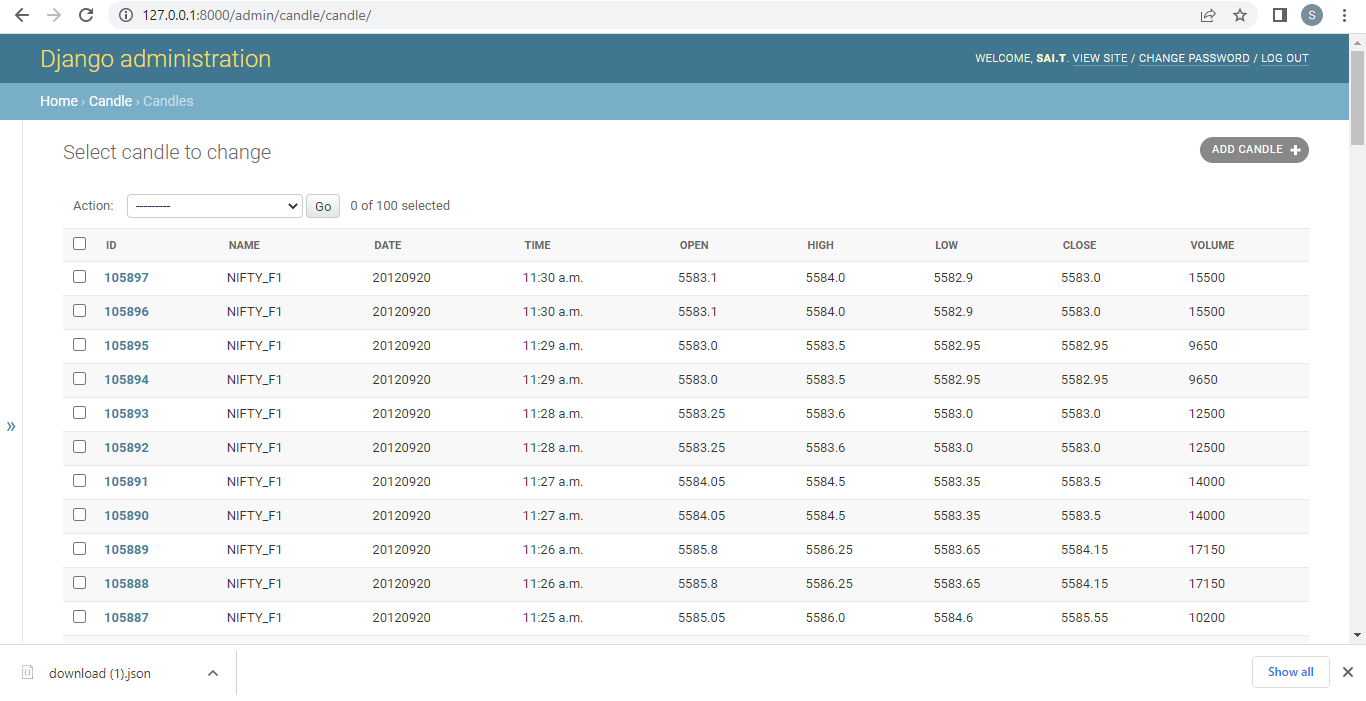 127.0.0.1:8000/admin/candle/candle/
S
Django administration
WELCOME, SAI.T. VIEW SITE / CHANGE PASSWORD / LOG OUT
Home › Candle › Candles
Select candle to change
ADD CANDLE +
Action: --------- Go 0 of 100 selected
ID NAME DATE TIME OPEN HIGH LOW CLOSE VOLUME
105897 NIFTY_F1 20120920 11:30 a.m. 5583.1 5584.0 5582.9 5583.0 15500
105896 NIFTY_F1 20120920 11:30 a.m. 5583.1 5584.0 5582.9 5583.0 15500
105895 NIFTY_F1 20120920 11:29 a.m. 5583.0 5583.5 5582.95 5582.95 9650
105894 NIFTY_F1 20120920 11:29 a.m. 5583.0 5583.5 5582.95 5582.95 9650
105893 NIFTY_F1 20120920 11:28 a.m. 5583.25 5583.6 5583.0 5583.0 12500
105892 NIFTY_F1 20120920 11:28 a.m. 5583.25 5583.6 5583.0 5583.0 12500
105891 NIFTY_F1 20120920 11:27 a.m. 5584.05 5584.5 5583.35 5583.5 14000
105890 NIFTY_F1 20120920 11:27 a.m. 5584.05 5584.5 5583.35 5583.5 14000
105889 NIFTY_F1 20120920 11:26 a.m. 5585.8 5586.25 5583.65 5584.15 17150
105888 NIFTY_F1 20120920 11:26 a.m. 5585.8 5586.25 5583.65 5584.15 17150
105887 NIFTY_F1 20120920 11:25 a.m. 5585.05 5586.0 5584.6 5585.55 10200
»
download (1).json
Show all